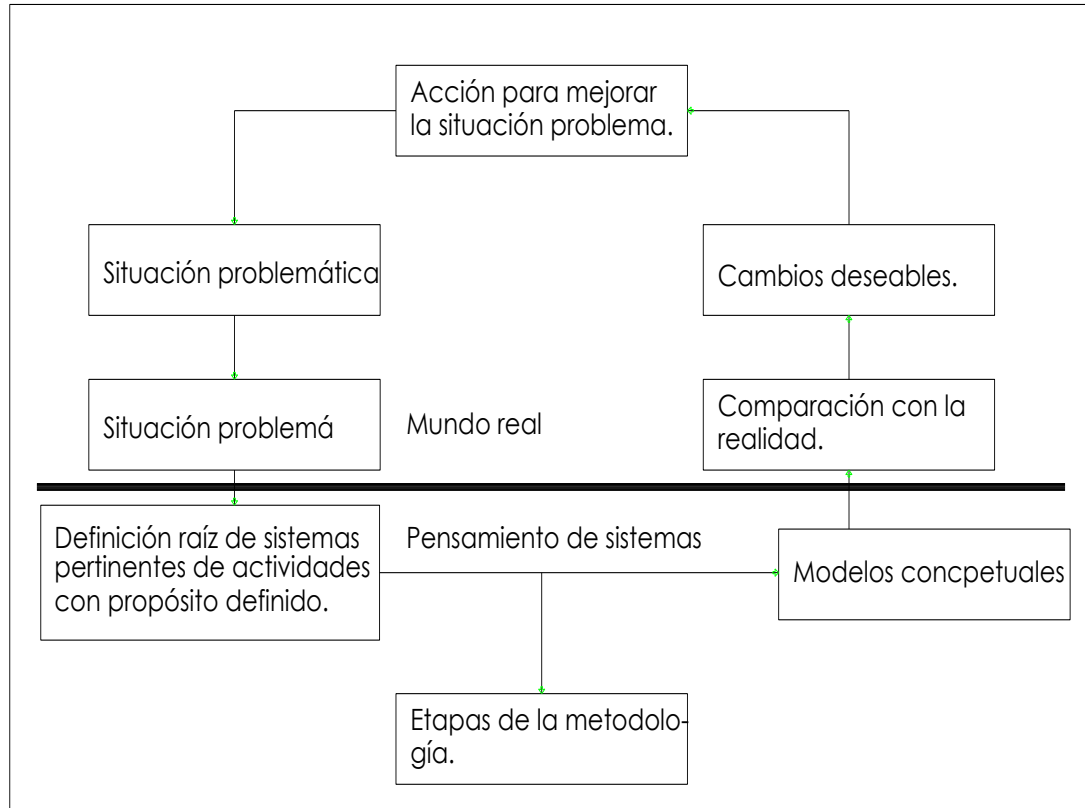 Acción para mejorar
la situación problema.
Situación problemática
Cambios deseables.
Situación problemá
Mundo real
Comparación con la
realidad.
Definición raíz de sistemas
pertinentes de actividades
con propósito definido.
Pensamiento de sistemas
Modelos concpetuales
Etapas de la metodolo-
gía.